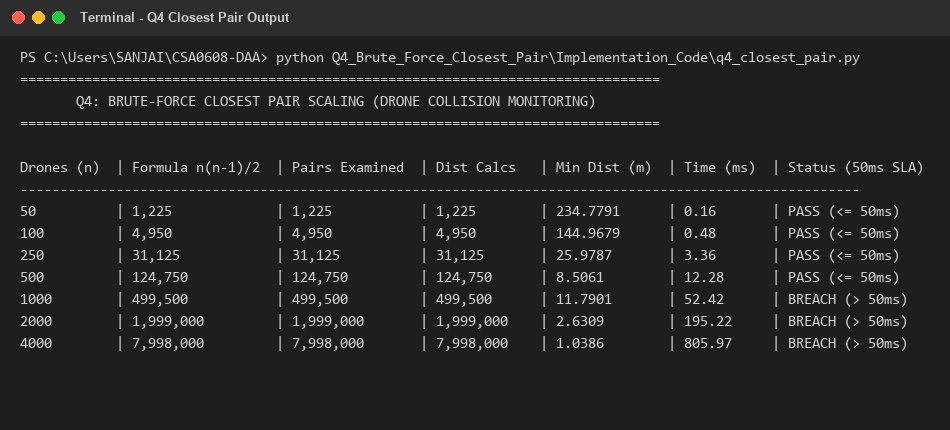 Terminal - Q4 Closest Pair Output
PS C:\Users\SANJAI\CSA0608-DAA> python Q4_Brute_Force_Closest_Pair\Implementation_Code\q4_closest_pair.py
================================================================================
       Q4: BRUTE-FORCE CLOSEST PAIR SCALING (DRONE COLLISION MONITORING)
================================================================================
Drones (n)  | Formula n(n-1)/2  | Pairs Examined  | Dist Calcs   | Min Dist (m)  | Time (ms)  | Status (50ms SLA)
---------------------------------------------------------------------------------------------------------
50          | 1,225             | 1,225           | 1,225        | 234.7791      | 0.16       | PASS (<= 50ms)
100         | 4,950             | 4,950           | 4,950        | 144.9679      | 0.48       | PASS (<= 50ms)
250         | 31,125            | 31,125          | 31,125       | 25.9787       | 3.36       | PASS (<= 50ms)
500         | 124,750           | 124,750         | 124,750      | 8.5061        | 12.28      | PASS (<= 50ms)
1000        | 499,500           | 499,500         | 499,500      | 11.7901       | 52.42      | BREACH (> 50ms)
2000        | 1,999,000         | 1,999,000       | 1,999,000    | 2.6309        | 195.22     | BREACH (> 50ms)
4000        | 7,998,000         | 7,998,000       | 7,998,000    | 1.0386        | 805.97     | BREACH (> 50ms)